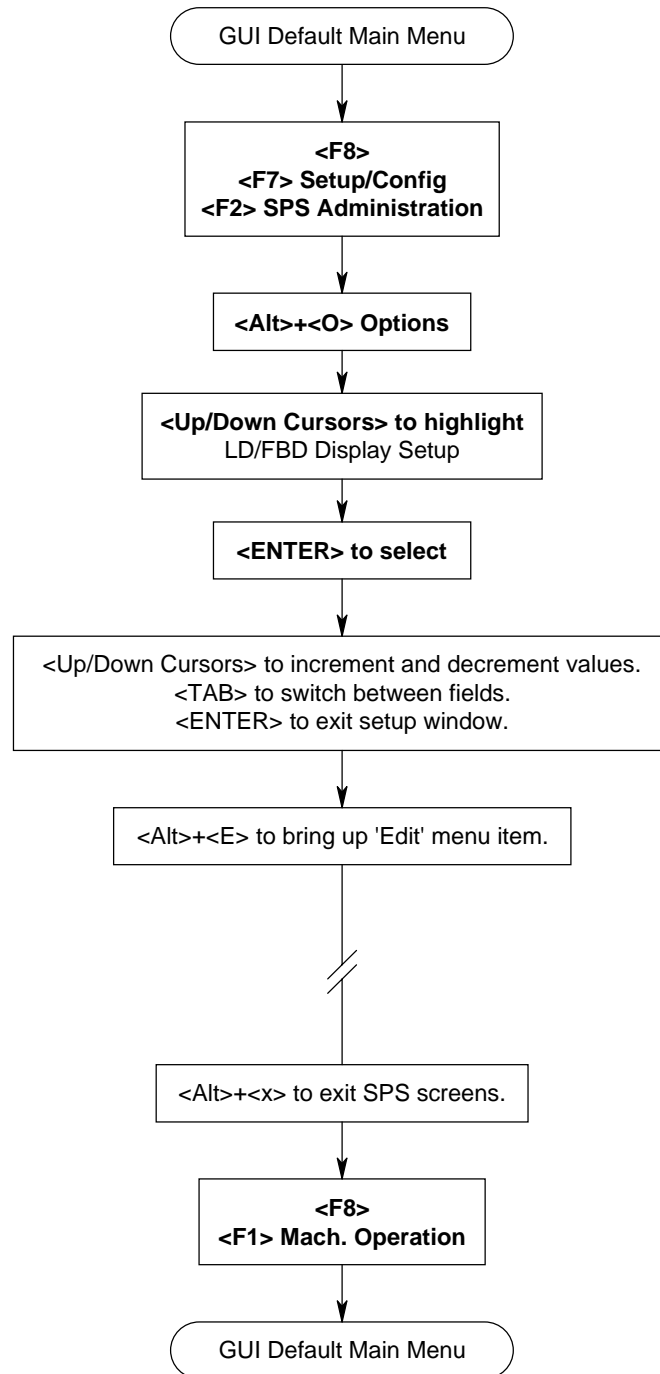 GUI Default Main Menu
<F8>
<F7> Setup/Config
<F2> SPS Administration
<Alt>+<O> Options
<Up/Down Cursors> to highlight
LD/FBD Display Setup
<ENTER> to select
<Up/Down Cursors> to increment and decrement values.
<TAB> to switch between fields.
<ENTER> to exit setup window.
<Alt>+<E> to bring up 'Edit' menu item.
<Alt>+<x> to exit SPS screens.
<F8>
<F1> Mach. Operation
GUI Default Main Menu